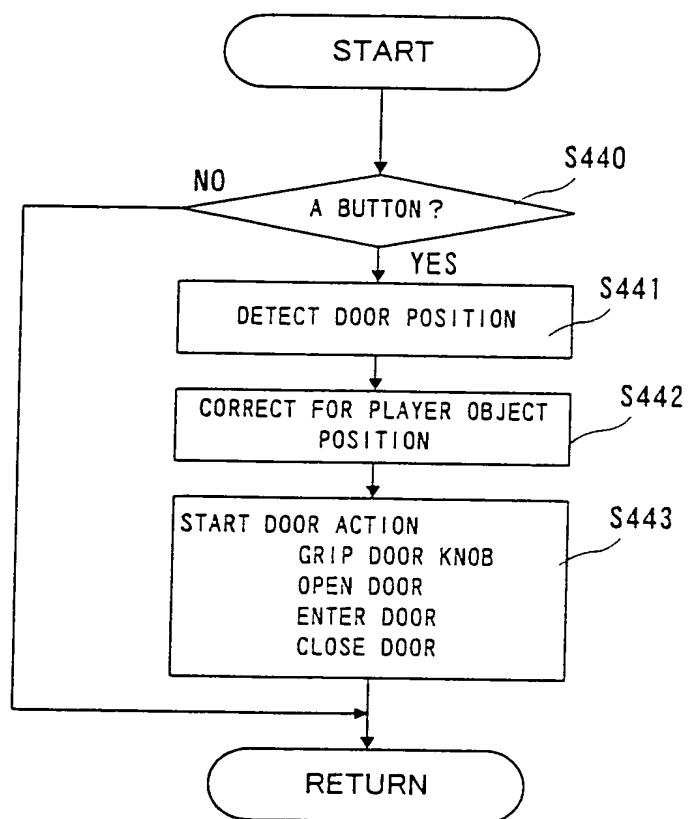 START
S440
NO
A BUTTON?
YES
S441
DETECT DOOR POSITION
S442
CORRECT FOR PLAYER OBJECT
POSITION
S443
START DOOR ACTION
GRIP DOOR KNOB
OPEN DOOR
ENTER DOOR
CLOSE DOOR
RETURN